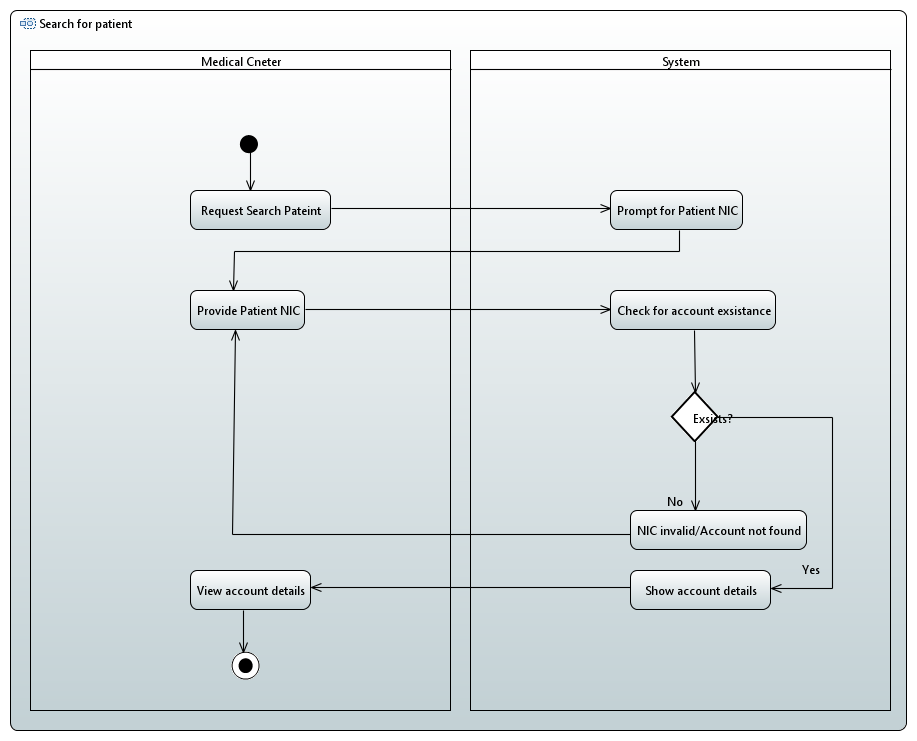 Search for patient
Medical Cneter
System
Request Search Pateint
Prompt for Patient NIC
Provide Patient NIC
Check for account exsistance
Exsists?
No
NIC invalid/Account not found
Yes
View account details
Show account details